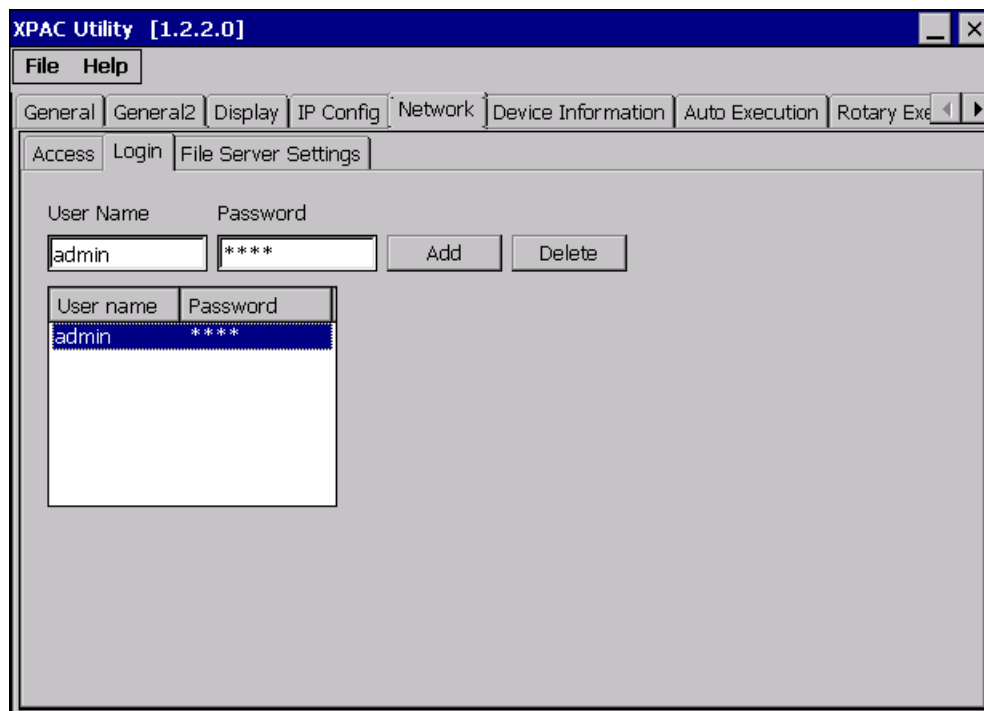 XPAC Utility [1.2.2.0]
File Help
General General2 Display IP Config Network Device Information Auto Execution Rotary Exe
Access Login File Server Settings
User Name Password
admin **** Add Delete
User name Password
admin ****